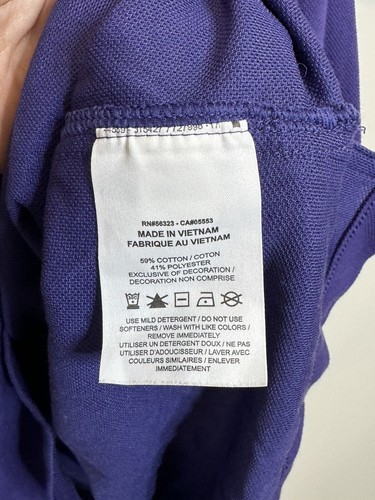 RN#56323 - CA#05553
MADE IN VIETNAM
FABRIQUE AU VIETNAM
59% COTTON / COTON
41% POLYESTER
EXCLUSIVE OF DECORATION /
DECORATION NON COMPRISE
USE MILD DETERGENT / DO NOT USE
SOFTENERS / WASH WITH LIKE COLORS /
REMOVE IMMEDIATELY
UTILISER UN DETERGENT DOUX / NE PAS
UTILISER D'ADOUCISSEUR / LAVER AVEC
COULEURS SIMILAIRES / ENLEVER
IMMEDIATEMENT